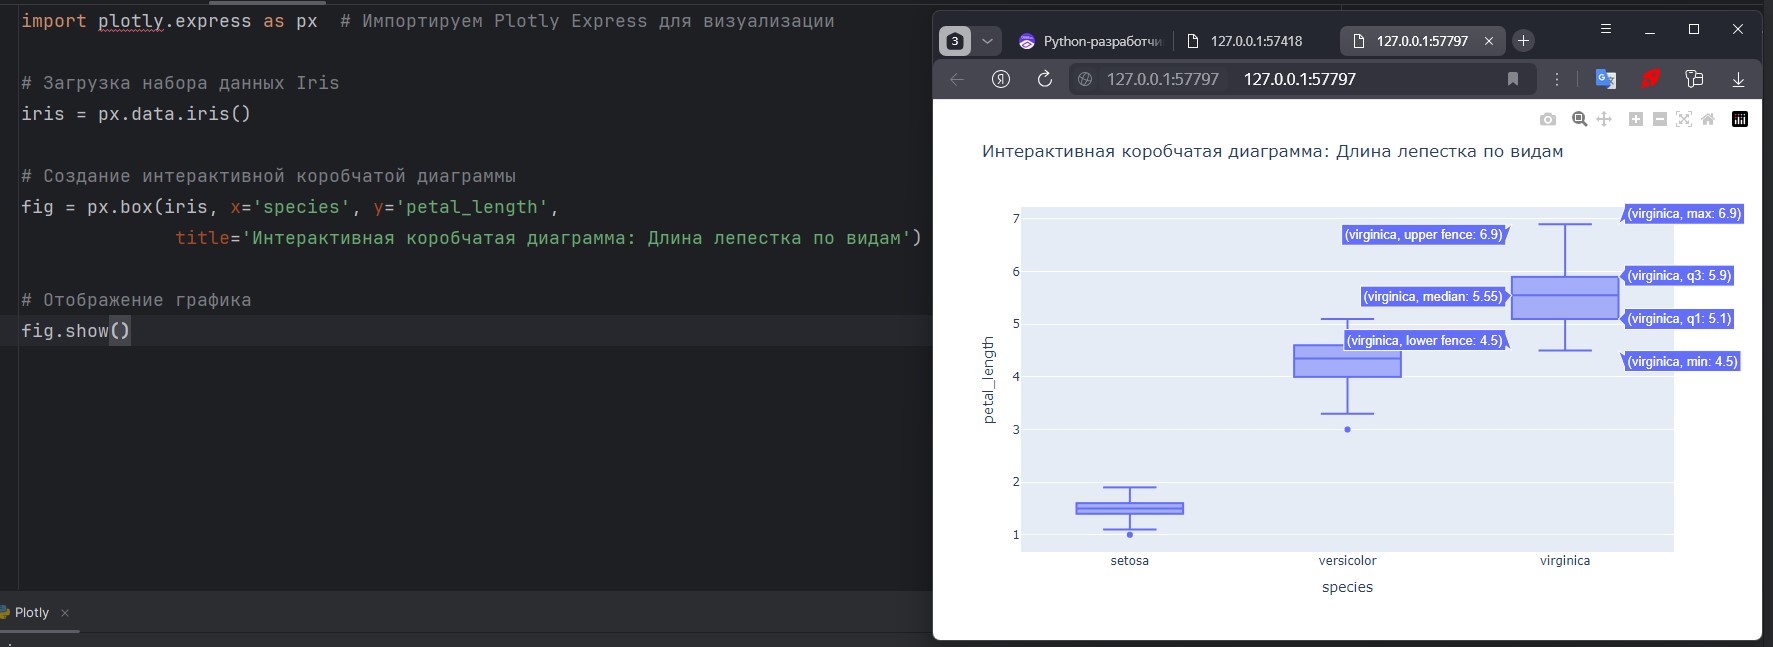 import plotly.express as px  # Импортируем Plotly Express для визуализации
# Загрузка набора данных Iris
iris = px.data.iris()
# Создание интерактивной коробчатой диаграммы
fig = px.box(iris, x='species', y='petal_length',
title='Интерактивная коробчатая диаграмма: Длина лепестка по видам')
# Отображение графика
fig.show()
Plotly
3
Python-разработчи
127.0.0.1:57418
127.0.0.1:57797
127.0.0.1:57797 127.0.0.1:57797
Интерактивная коробчатая диаграмма: Длина лепестка по видам
7
6
5
4
3
2
1
petal_length
(virginica, max: 6.9)
(virginica, upper fence: 6.9)
(virginica, q3: 5.9)
(virginica, median: 5.55)
(virginica, q1: 5.1)
(virginica, lower fence: 4.5)
(virginica, min: 4.5)
setosa versicolor virginica
species